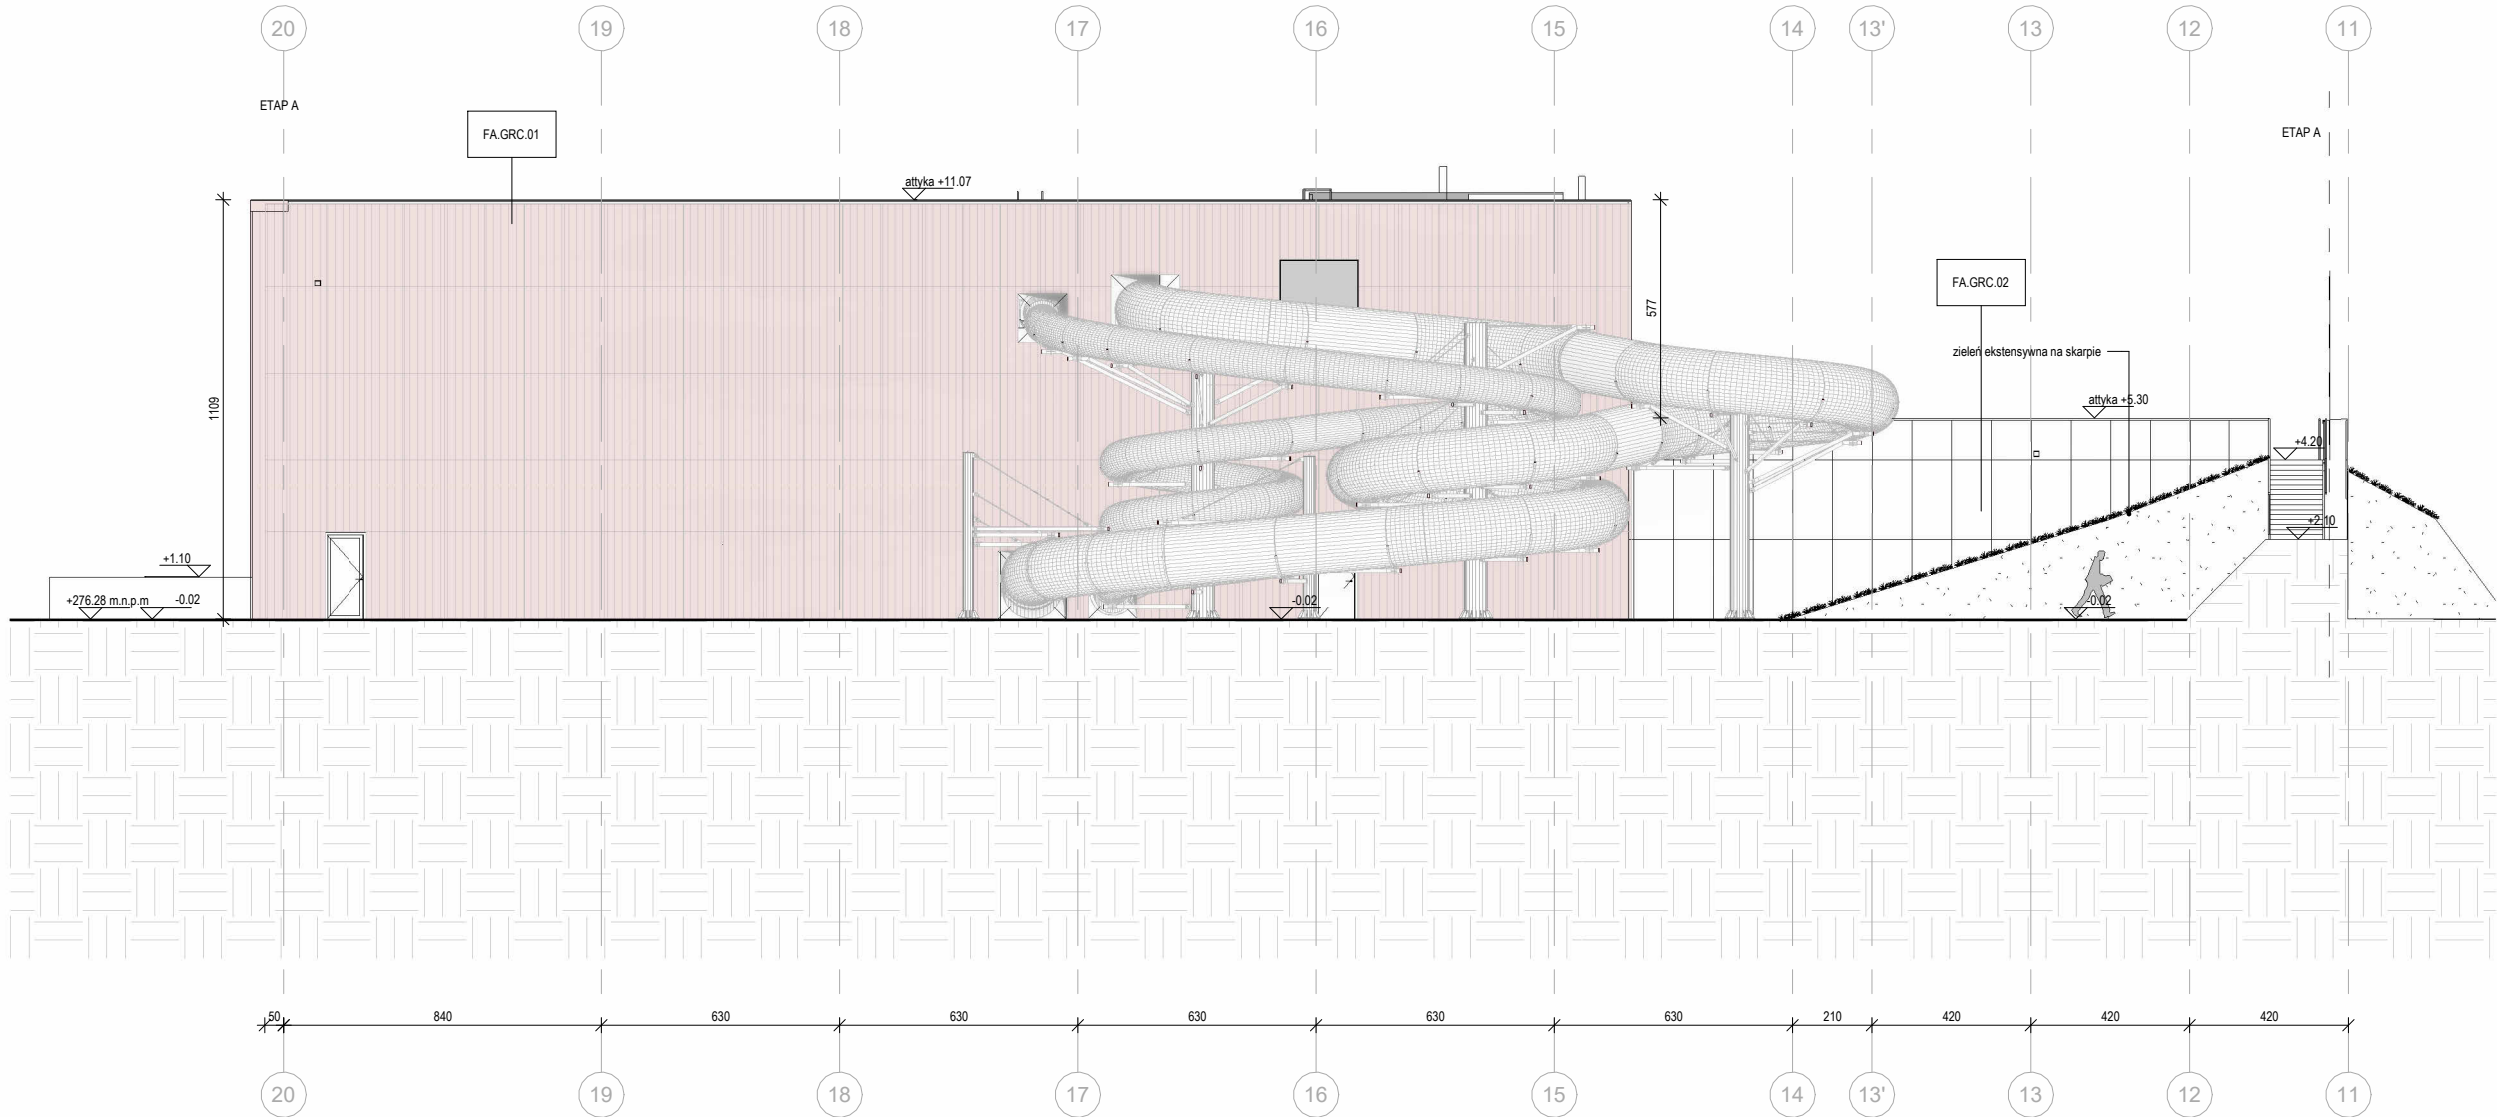 20 19 18 17 16 15 14 13' 13 12 11
ETAP A
FA.GRC.01
ETAP A
attyka +11.07
FA.GRC.02
577
zieleń ekstensywna na skarpie
1109
attyka +5.30
+4.20
+2.10
+1.10
+276.28 m.n.p.m -0.02
-0.02
-0.02
50 840 630 630 630 630 630 210 420 420 420
20 19 18 17 16 15 14 13' 13 12 11